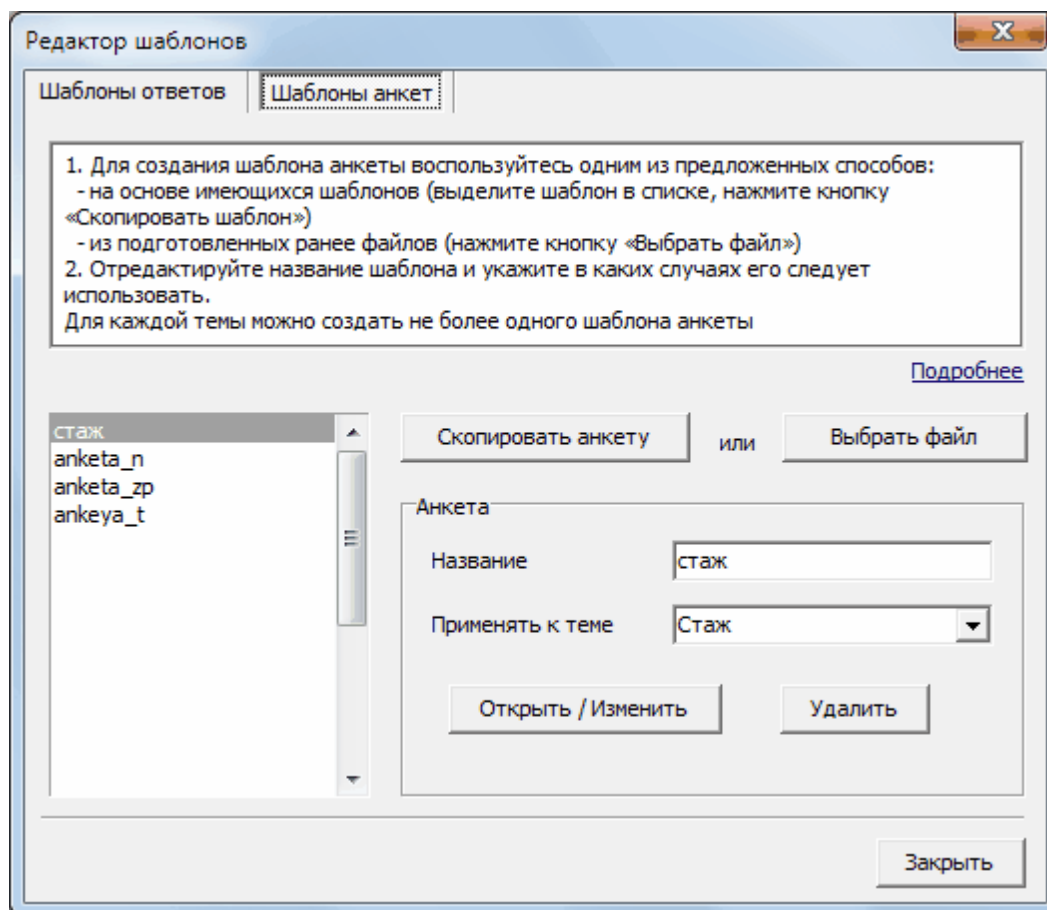 Редактор шаблонов
Шаблоны ответов
Шаблоны анкет
1. Для создания шаблона анкеты воспользуйтесь одним из предложенных способов:
- на основе имеющихся шаблонов (выделите шаблон в списке, нажмите кнопку
«Скопировать шаблон»)
- из подготовленных ранее файлов (нажмите кнопку «Выбрать файл»)
2. Отредактируйте название шаблона и укажите в каких случаях его следует
использовать.
Для каждой темы можно создать не более одного шаблона анкеты
Подробнее
стаж
anketa_n
anketa_zp
ankeya_t
Скопировать анкету
или
Выбрать файл
Анкета
Название
стаж
Применять к теме
Стаж
Открыть / Изменить
Удалить
Закрыть